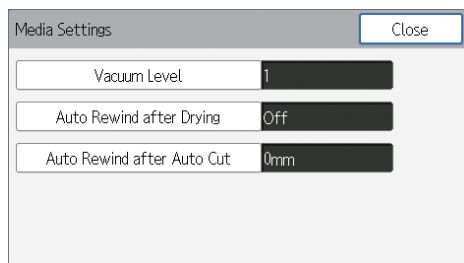 Media Settings
Close
Vacuum Level
1
Auto Rewind after Drying
Off
Auto Rewind after Auto Cut
0mm